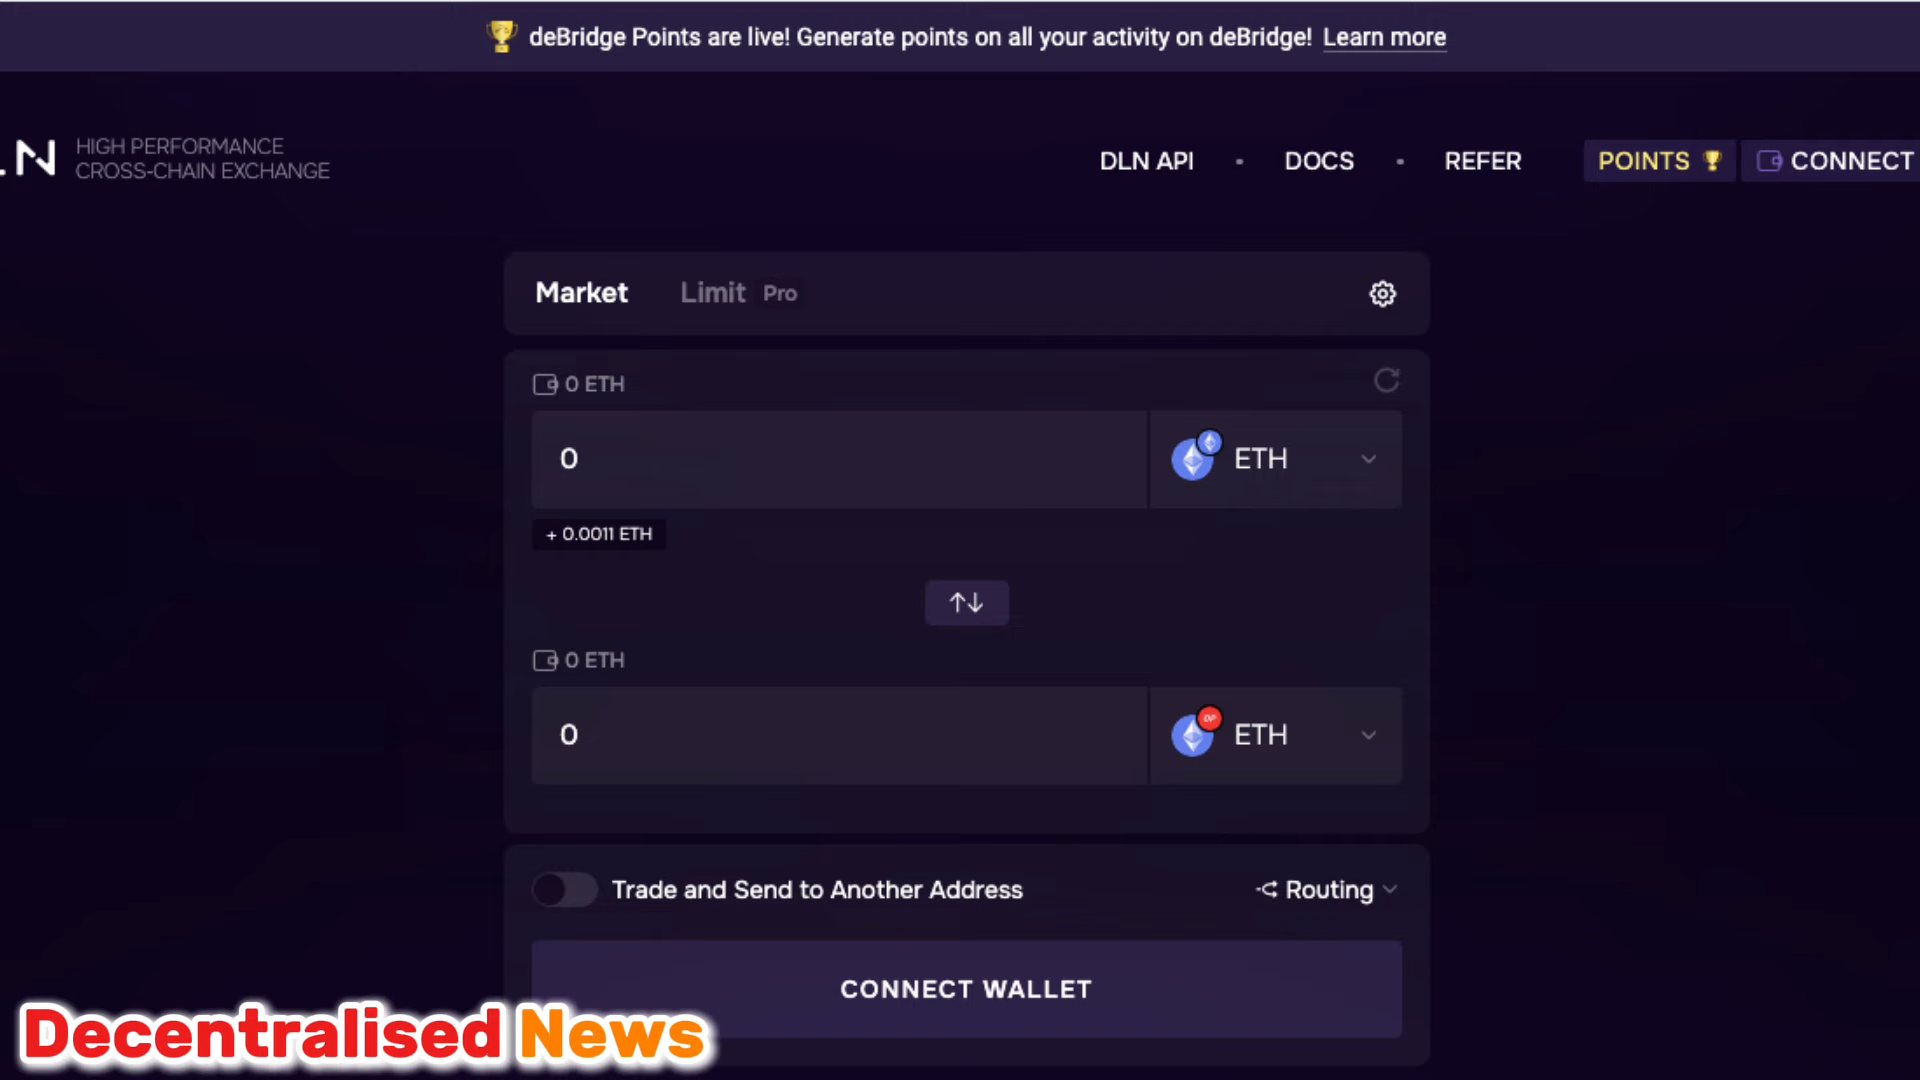 deBridge Points are live! Generate points on all your activity on deBridge! Learn more
LN
HIGH PERFORMANCE
CROSS-CHAIN EXCHANGE
DLN API • DOCS • REFER
POINTS
CONNECT
Market Limit Pro
0 ETH
0 ETH
+ 0.0011 ETH
0 ETH
0 ETH
Trade and Send to Another Address Routing
CONNECT WALLET
Decentralised News